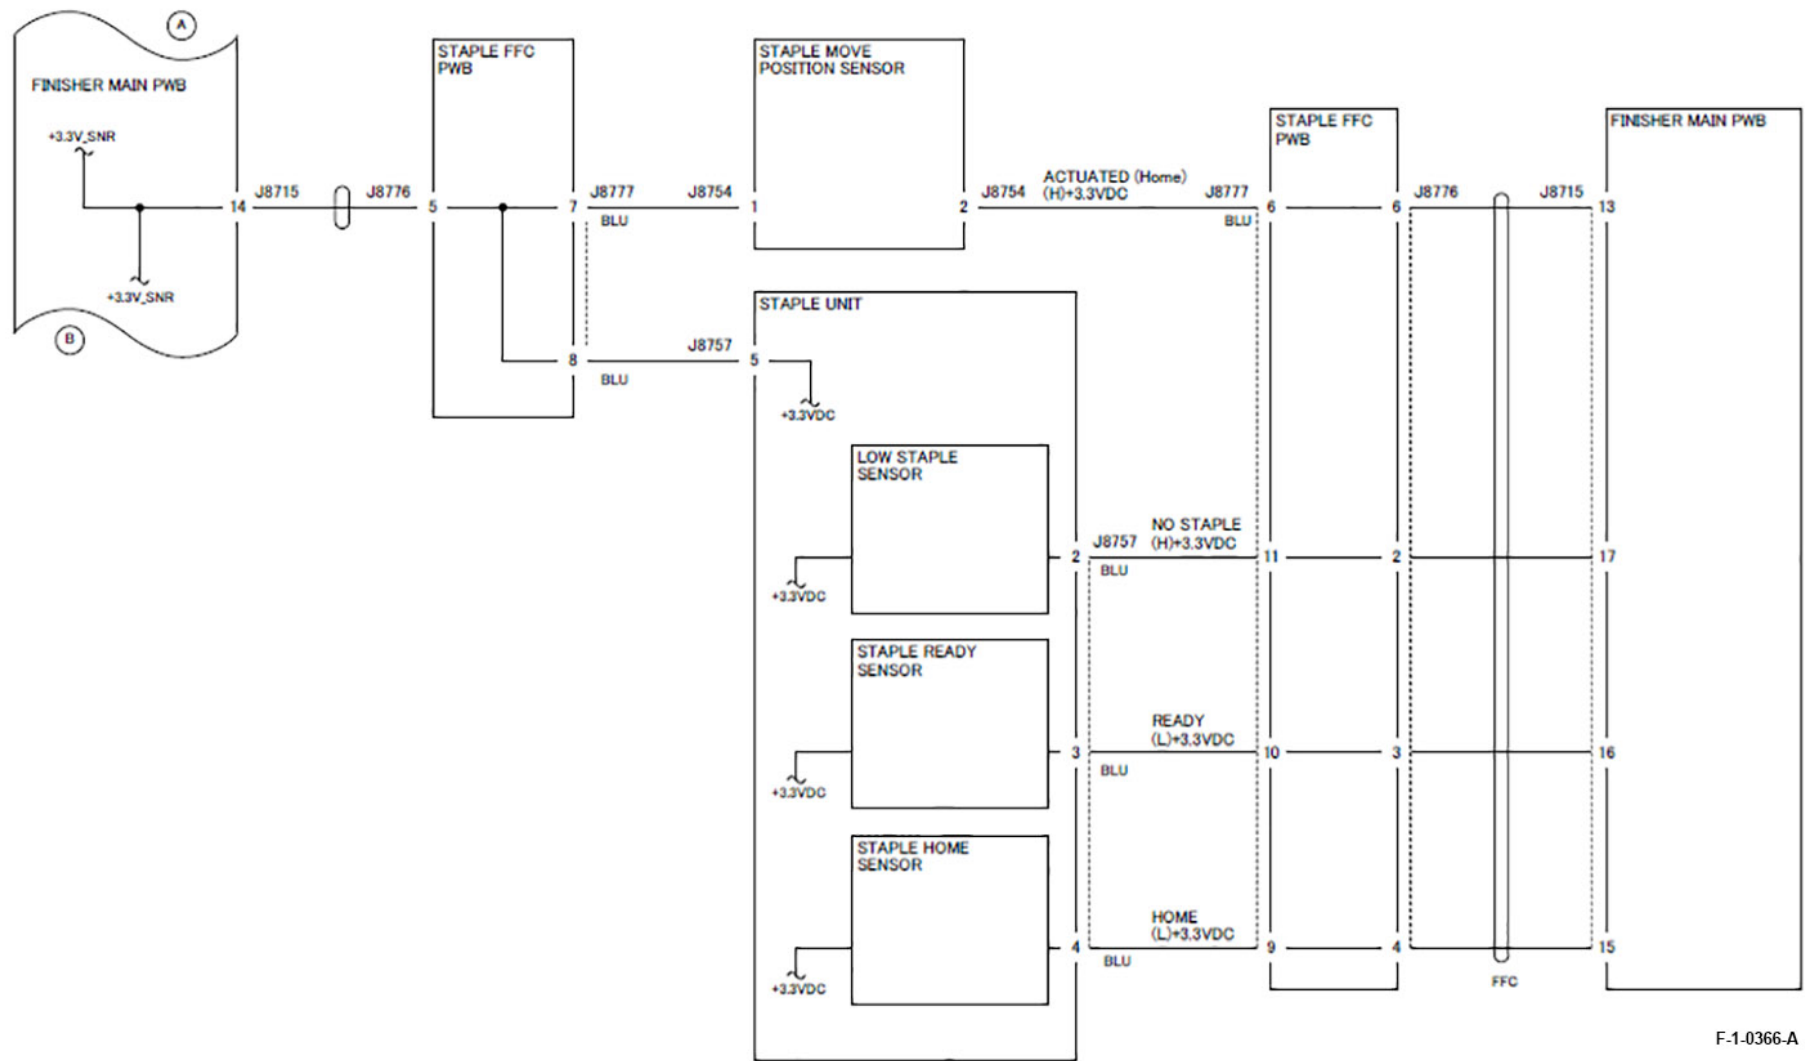 A
FINISHER MAIN PWB
+3.3V_SNR
+3.3V_SNR
B
14
J8715
J8776
STAPLE FFC
PWB
5
7
J8777
BLU
8
BLU
J8754
J8757
STAPLE MOVE
POSITION SENSOR
1
2
J8754
ACTUATED (Home)
(H)+3.3VDC
J8777
BLU
STAPLE UNIT
5
+3.3VDC
LOW STAPLE
SENSOR
+3.3VDC
2
J8757
BLU
NO STAPLE
(H)+3.3VDC
STAPLE READY
SENSOR
+3.3VDC
3
BLU
READY
(L)+3.3VDC
STAPLE HOME
SENSOR
+3.3VDC
4
BLU
HOME
(L)+3.3VDC
STAPLE FFC
PWB
6
6
11
2
10
3
9
4
J8776
J8715
FFC
FINISHER MAIN PWB
13
17
16
15
F-1-0366-A